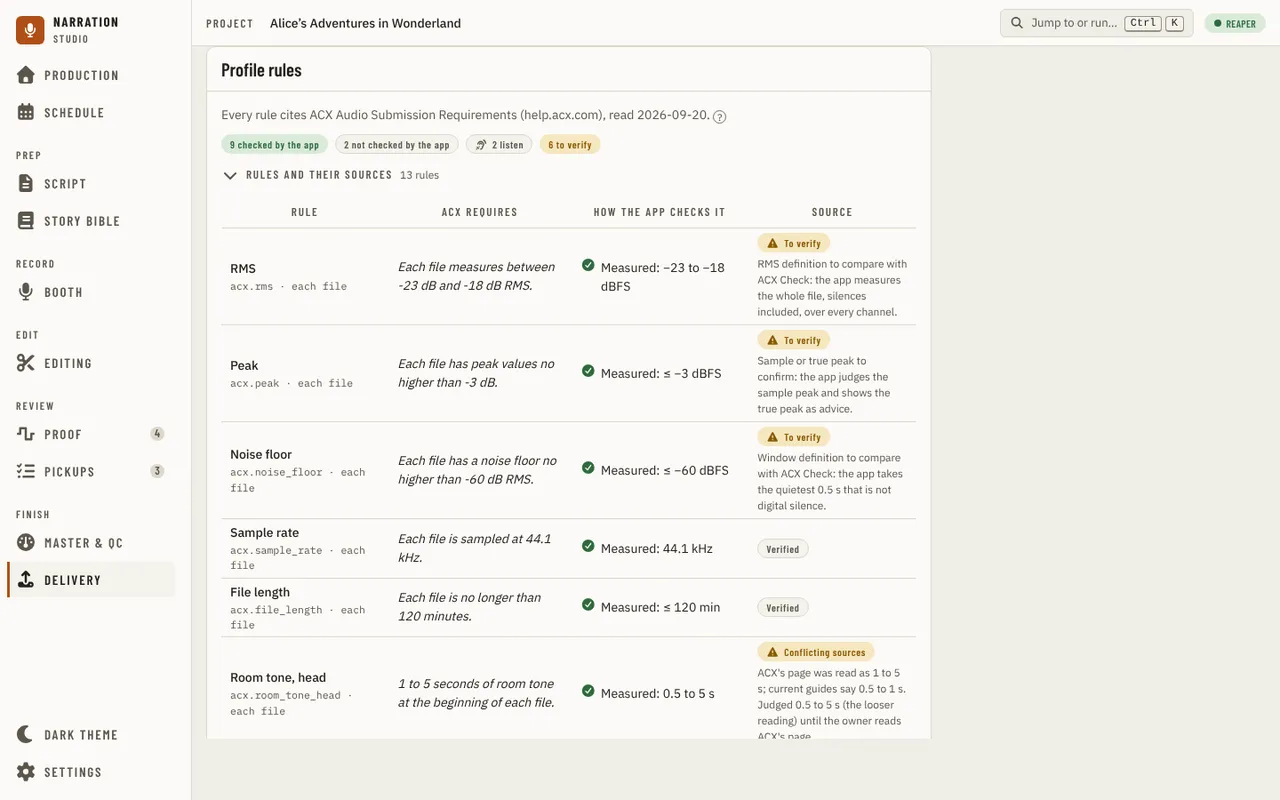 NARRATION
STUDIO
PROJECT Alice's Adventures in Wonderland
Jump to or run... Ctrl K
REAPER
PRODUCTION
SCHEDULE
PREP
SCRIPT
STORY BIBLE
RECORD
BOOTH
EDIT
EDITING
REVIEW
PROOF 4
PICKUPS 3
FINISH
MASTER & QC
DELIVERY
DARK THEME
SETTINGS
Profile rules
Every rule cites ACX Audio Submission Requirements (help.acx.com), read 2026-09-20. ?
9 checked by the app 2 not checked by the app 2 listen 6 to verify
RULES AND THEIR SOURCES 13 rules
RULE ACX REQUIRES HOW THE APP CHECKS IT SOURCE
RMS
acx.rms · each file
Each file measures between
-23 dB and -18 dB RMS.
Measured: −23 to −18
dBFS
To verify
RMS definition to compare with
ACX Check: the app measures
the whole file, silences
included, over every channel.
Peak
acx.peak · each file
Each file has peak values no
higher than -3 dB.
Measured: ≤ −3 dBFS
To verify
Sample or true peak to
confirm: the app judges the
sample peak and shows the
true peak as advice.
Noise floor
acx.noise_floor · each
file
Each file has a noise floor no
higher than -60 dB RMS.
Measured: ≤ −60 dBFS
To verify
Window definition to compare
with ACX Check: the app takes
the quietest 0.5 s that is not
digital silence.
Sample rate
acx.sample_rate · each
file
Each file is sampled at 44.1
kHz.
Measured: 44.1 kHz
Verified
File length
acx.file_length · each
file
Each file is no longer than
120 minutes.
Measured: ≤ 120 min
Verified
Room tone, head
acx.room_tone_head ·
each file
1 to 5 seconds of room tone
at the beginning of each file.
Measured: 0.5 to 5 s
Conflicting sources
ACX's page was read as 1 to 5
s; current guides say 0.5 to 1 s.
Judged 0.5 to 5 s (the looser
reading) until the owner reads
ACX's page.